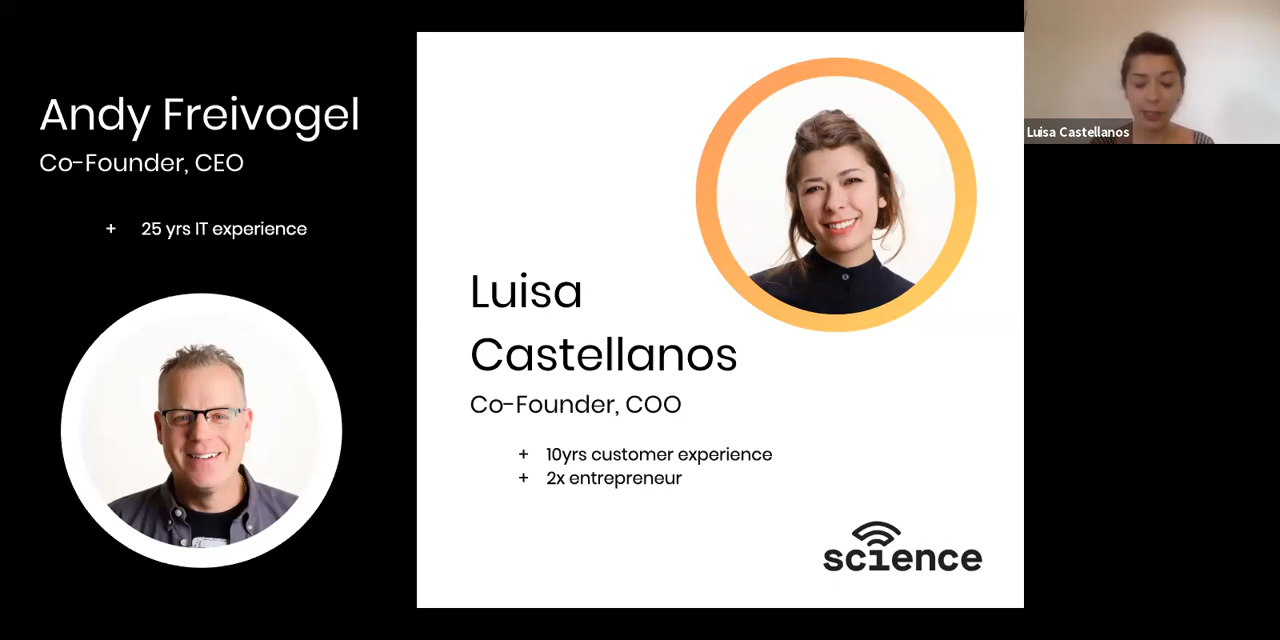 Andy Freivogel
Co-Founder, CEO
+ 25 yrs IT experience
Luisa
Castellanos
Co-Founder, COO
+ 10yrs customer experience
+ 2x entrepreneur
science
Luisa Castellanos